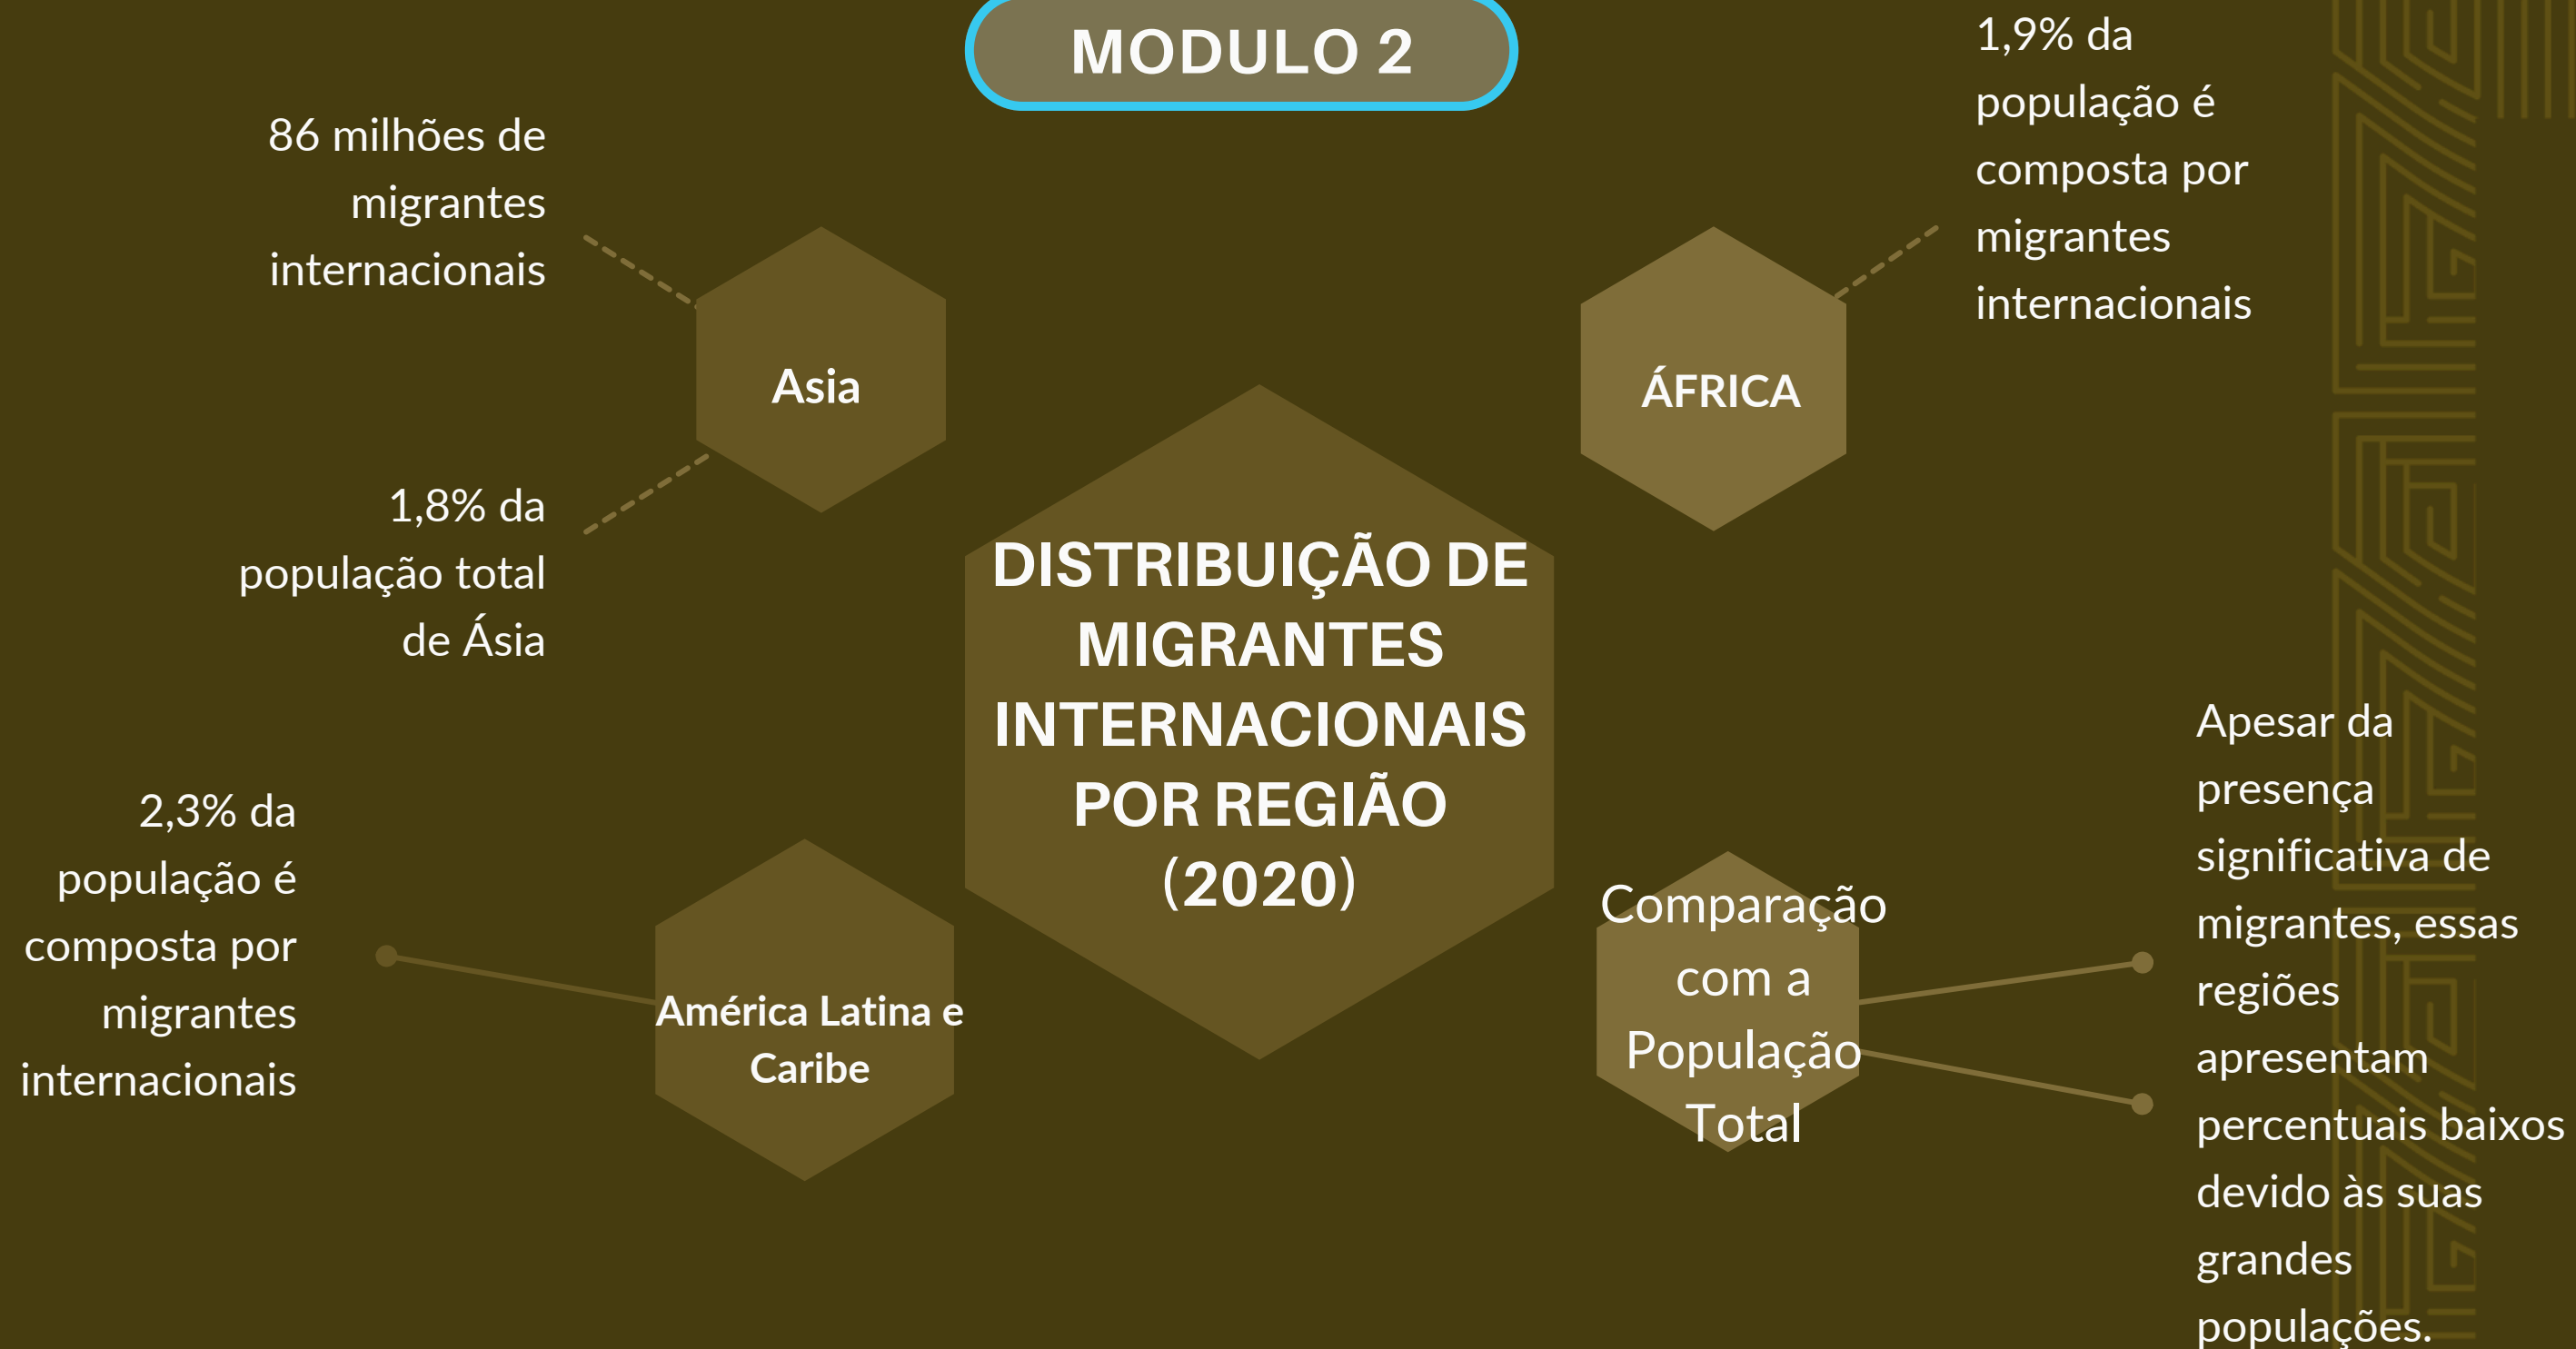 MODULO 2
86 milhões de
migrantes
internacionais
Asia
1,8% da
população total
de Ásia
1,9% da
população é
composta por
migrantes
internacionais
ÁFRICA
DISTRIBUIÇÃO DE
MIGRANTES
INTERNACIONAIS
POR REGIÃO
(2020)
2,3% da
população é
composta por
migrantes
internacionais
América Latina e
Caribe
Comparação
com a
População
Total
Apesar da
presença
significativa de
migrantes, essas
regiões
apresentam
percentuais baixos
devido às suas
grandes
populações.